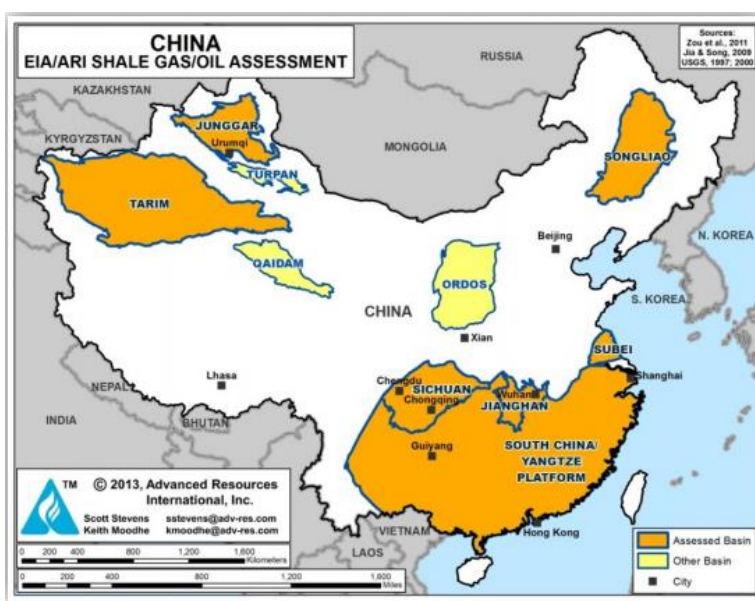 CHINA
EIA/ARI SHALE GAS/OIL ASSESSMENT
Sources:
Zou et al., 2011
Jia & Song, 2009
USGS, 1997; 2000
RUSSIA
KAZAKHSTAN
KYRGYZSTAN
MONGOLIA
JUNGGAR
Urumqi
TURPAN
SONGLIAO
TARIM
QAIDAM
ORDOS
Beijing
N. KOREA
S. KOREA
CHINA
Xian
SUBEI
Shanghai
Lhasa
NEPAL
BHUTAN
INDIA
Chengdu
SICHUAN
Chongqing
Wuhan
JIANGHAN
Guiyang
SOUTH CHINA/
YANGTZE
PLATFORM
Hong Kong
VIETNAM
LAOS
TM
© 2013, Advanced Resources
International, Inc.
Scott Stevens sstevens@adv-res.com
Keith Moodhe kmoodhe@adv-res.com
0 200 400 800 1,200 1,600
Kilometers
0 200 400 800 1,200 1,600
Miles
Assessed Basin
Other Basin
City